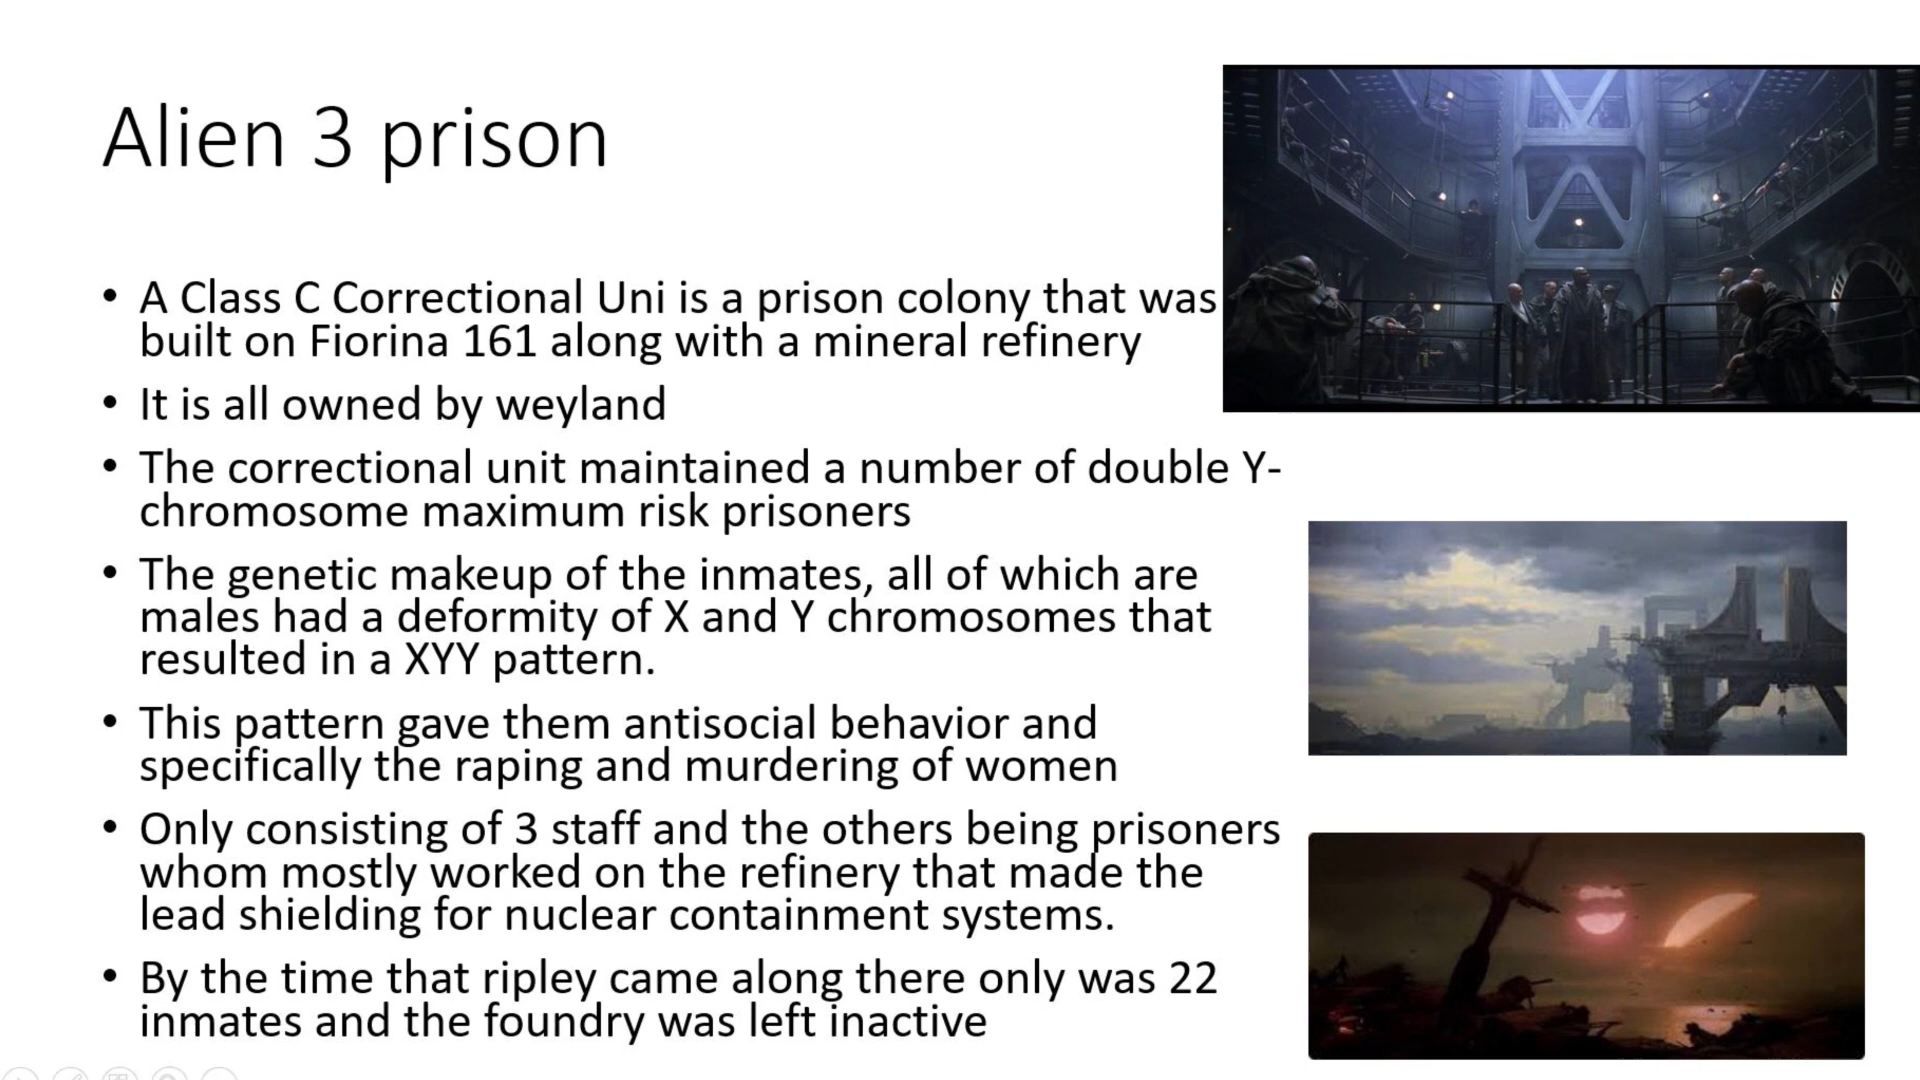 Alien 3 prison
• A Class C Correctional Uni is a prison colony that was
built on Fiorina 161 along with a mineral refinery
• It is all owned by weyland
• The correctional unit maintained a number of double Y-
chromosome maximum risk prisoners
• The genetic makeup of the inmates, all of which are
males had a deformity of X and Y chromosomes that
resulted in a XYY pattern.
• This pattern gave them antisocial behavior and
specifically the raping and murdering of women
• Only consisting of 3 staff and the others being prisoners
whom mostly worked on the refinery that made the
lead shielding for nuclear containment systems.
• By the time that ripley came along there only was 22
inmates and the foundry was left inactive